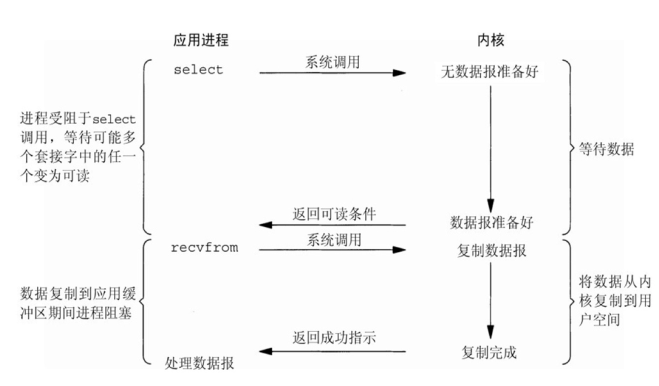 应用进程
内核
select
系统调用
无数据报准备好
进程受阻于select
调用，等待可能多
个套接字中的任一
个变为可读
等待数据
返回可读条件
数据报准备好
recvfrom
系统调用
复制数据报
数据复制到应用缓
冲区期间进程阻塞
将数据从内
核复制到用
户空间
返回成功指示
复制完成
处理数据报